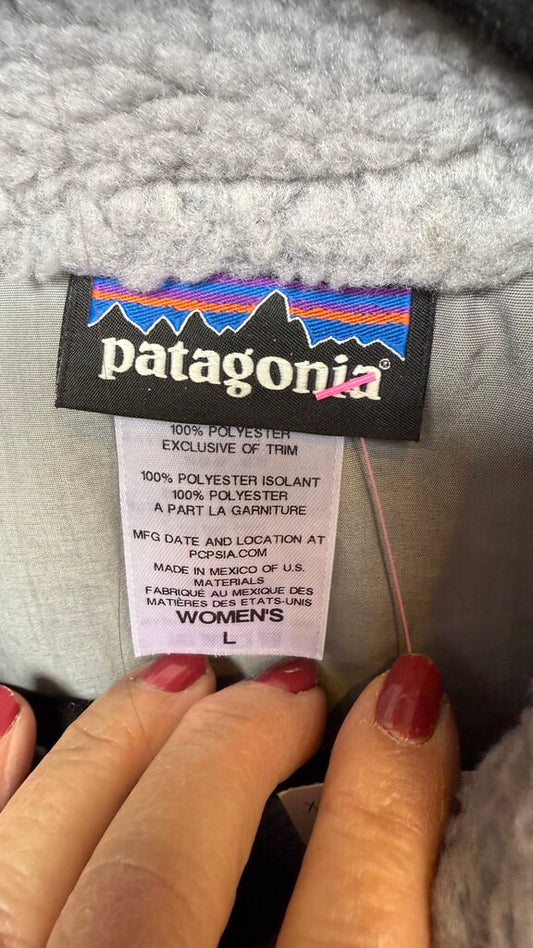 patagonia®
100% POLYESTER
EXCLUSIVE OF TRIM
100% POLYESTER ISOLANT
100% POLYESTER
A PART LA GARNITURE
MFG DATE AND LOCATION AT
PCPSIA.COM
MADE IN MEXICO OF U.S.
MATERIALS
FABRIQUÉ AU MEXIQUE DES
MATIÈRES DES ETATS-UNIS
WOMEN'S
L